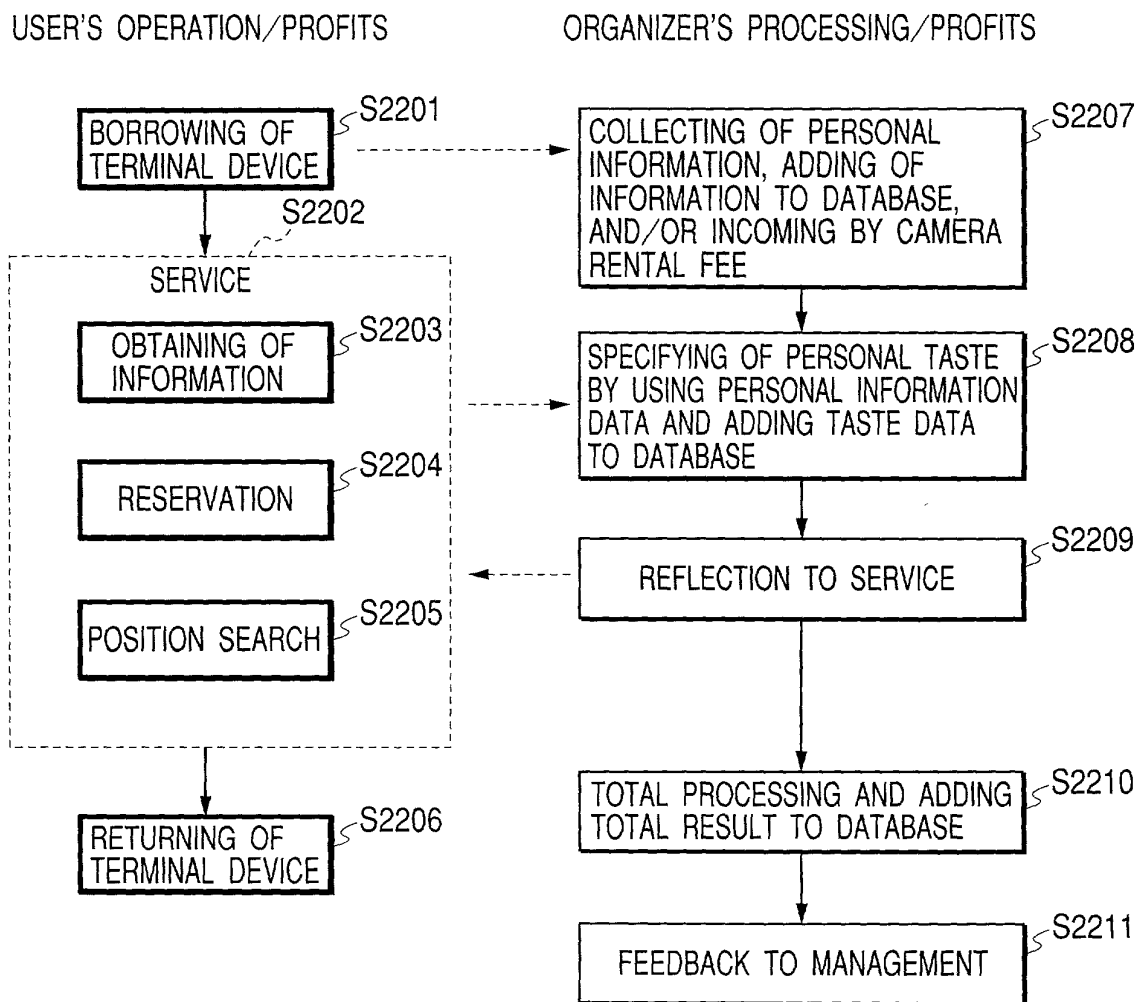 USER'S OPERATION/PROFITS
ORGANIZER'S PROCESSING/PROFITS
S2201
BORROWING OF
TERMINAL DEVICE
S2202
SERVICE
S2203
OBTAINING OF
INFORMATION
S2204
RESERVATION
S2205
POSITION SEARCH
S2206
RETURNING OF
TERMINAL DEVICE
S2207
COLLECTING OF PERSONAL
INFORMATION, ADDING OF
INFORMATION TO DATABASE,
AND/OR INCOMING BY CAMERA
RENTAL FEE
S2208
SPECIFYING OF PERSONAL TASTE
BY USING PERSONAL INFORMATION
DATA AND ADDING TASTE DATA
TO DATABASE
S2209
REFLECTION TO SERVICE
S2210
TOTAL PROCESSING AND ADDING
TOTAL RESULT TO DATABASE
S2211
FEEDBACK TO MANAGEMENT